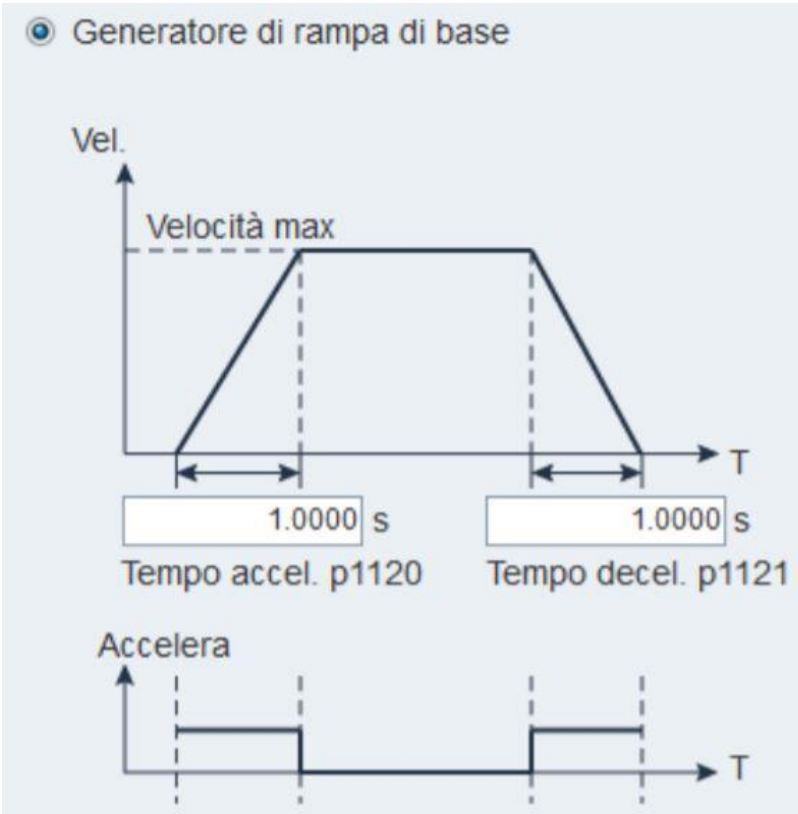 Generatore di rampa di base
Vel.
Velocità max
T
1.0000 s
1.0000 s
Tempo accel. p1120
Tempo decel. p1121
Accelera
T